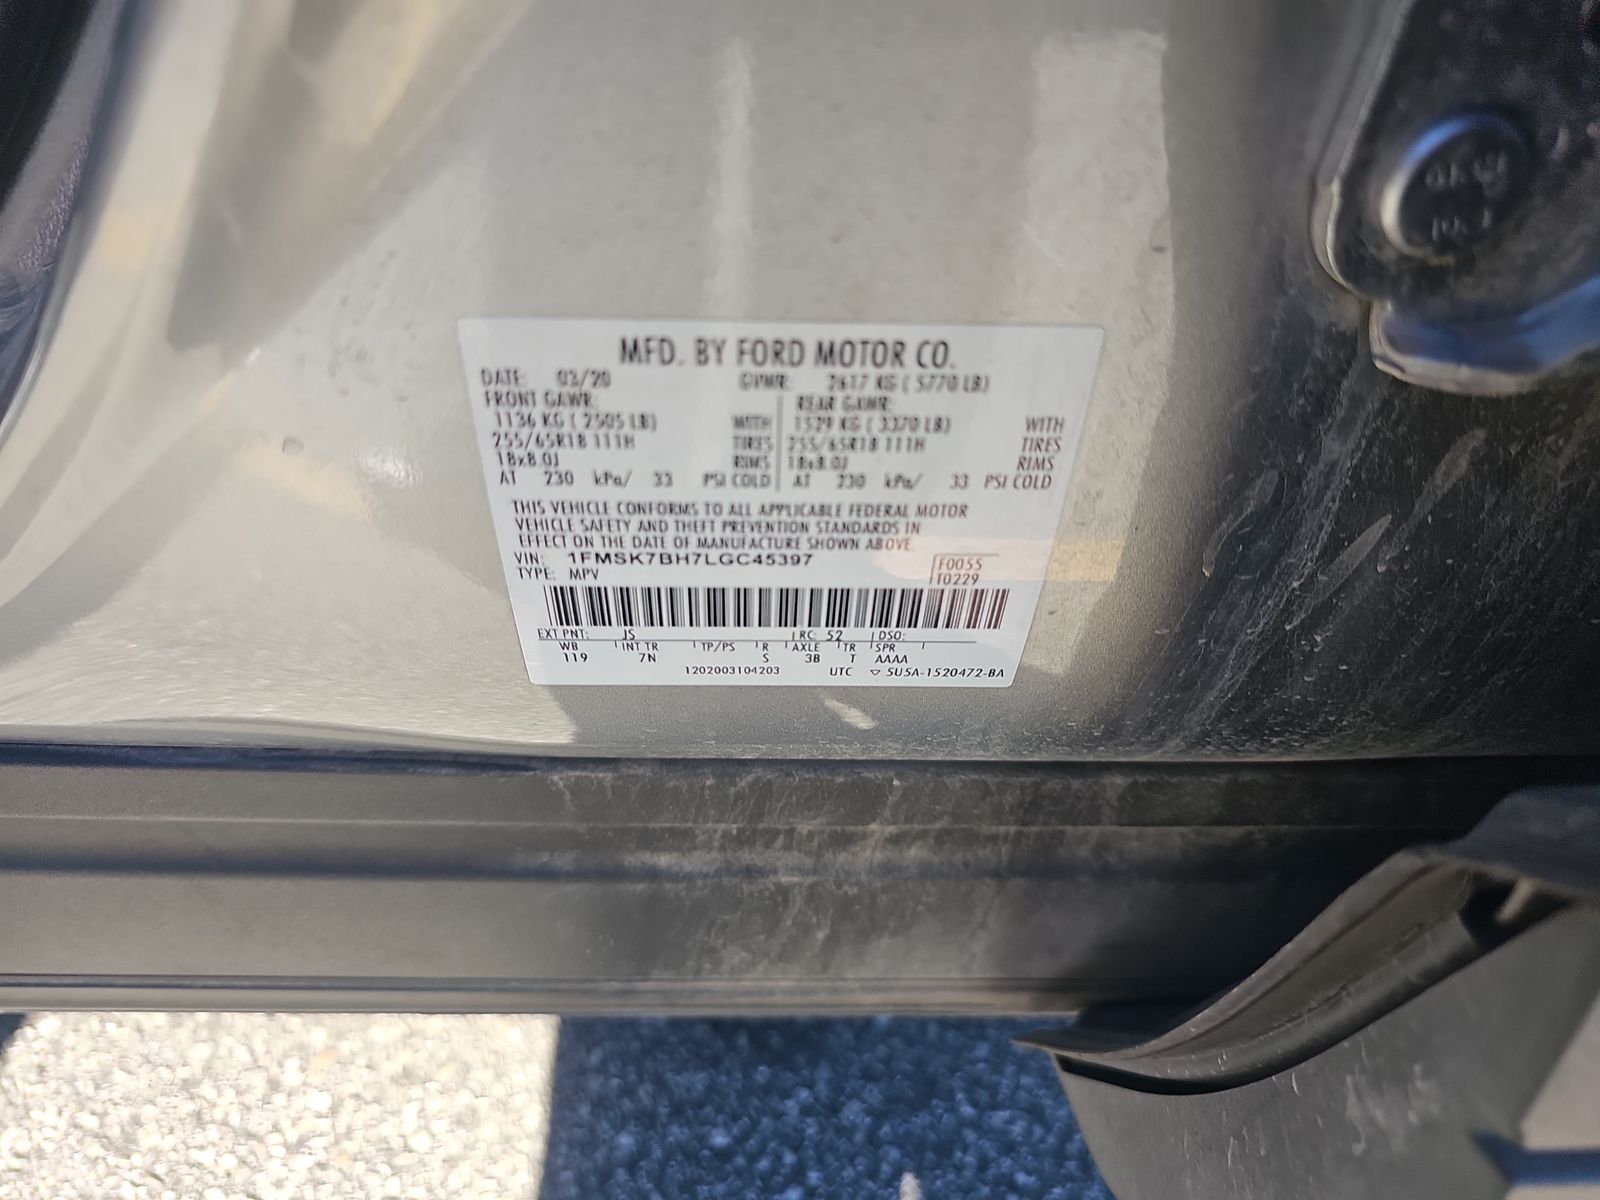 MFD. BY FORD MOTOR CO.
DATE: 03/20 GVWR: 2617 KG ( 5770 LB)
FRONT GAWR: REAR GAWR:
1136 KG ( 2505 LB) WITH 1529 KG ( 3370 LB) WITH
255/65R18 111H TIRES 255/65R18 111H TIRES
18x8.0J RIMS 18x8.0J RIMS
AT 230 kPa/ 33 PSI COLD AT 230 kPa/ 33 PSI COLD
THIS VEHICLE CONFORMS TO ALL APPLICABLE FEDERAL MOTOR
VEHICLE SAFETY AND THEFT PREVENTION STANDARDS IN
EFFECT ON THE DATE OF MANUFACTURE SHOWN ABOVE.
VIN: 1FMSK7BH7LGC45397 F0055
TYPE: MPV T0229
EXT PNT: JS RC: 52 DSO:
WB INT TR TP/PS R AXLE TR SPR
119 7N S 3B T AAAA
1202003104203 UTC ▽ 5U5A-1520472-BA